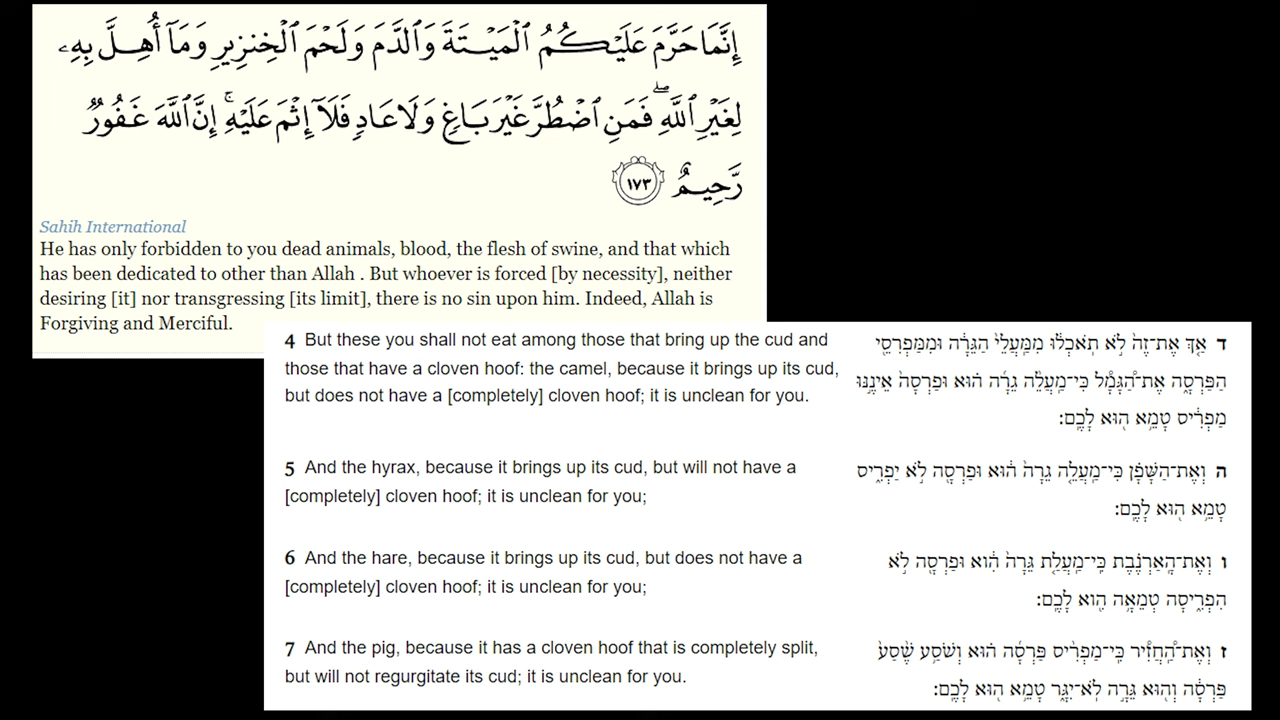 إِنَّمَا حَرَّمَ عَلَيْكُمُ ٱلْمَيْتَةَ وَٱلدَّمَ وَلَحْمَ ٱلْخِنزِيرِ وَمَآ أُهِلَّ بِهِۦ
لِغَيْرِ ٱللَّهِ ۖ فَمَنِ ٱضْطُرَّ غَيْرَ بَاغٍ وَلَا عَادٍ فَلَآ إِثْمَ عَلَيْهِ ۚ إِنَّ ٱللَّهَ غَفُورٌ
رَّحِيمٌ ١٧٣
Sahih International
He has only forbidden to you dead animals, blood, the flesh of swine, and that which
has been dedicated to other than Allah . But whoever is forced [by necessity], neither
desiring [it] nor transgressing [its limit], there is no sin upon him. Indeed, Allah is
Forgiving and Merciful.
4 But these you shall not eat among those that bring up the cud and
those that have a cloven hoof: the camel, because it brings up its cud,
but does not have a [completely] cloven hoof; it is unclean for you.
ד אַ֤ךְ אֶת־זֶה֙ לֹ֣א תֹֽאכְל֔וּ מִמַּֽעֲלֵי֙ הַגֵּרָ֔ה וּמִמַּפְרִסֵ֖י
הַפַּרְסָ֑ה אֶת־הַ֠גָּמָ֠ל כִּי־מַֽעֲלֵ֨ה גֵרָ֜ה ה֗וּא וּפַרְסָה֙ אֵינֶ֣נּוּ
מַפְרִ֔יס טָמֵ֥א ה֖וּא לָכֶֽם:
5 And the hyrax, because it brings up its cud, but will not have a
[completely] cloven hoof; it is unclean for you;
ה וְאֶת־הַשָּׁפָ֗ן כִּי־מַֽעֲלֵ֤ה גֵרָה֙ ה֔וּא וּפַרְסָ֖ה לֹ֣א יַפְרִ֑יס
טָמֵ֥א ה֖וּא לָכֶֽם:
6 And the hare, because it brings up its cud, but does not have a
[completely] cloven hoof; it is unclean for you;
ו וְאֶת־הָֽאַרְנֶ֗בֶת כִּֽי־מַֽעֲלַ֤ת גֵּרָה֙ הִ֔וא וּפַרְסָ֖ה לֹ֣א
הִפְרִ֑יסָה טְמֵאָ֥ה הִ֖וא לָכֶֽם:
7 And the pig, because it has a cloven hoof that is completely split,
but will not regurgitate its cud; it is unclean for you.
ז וְאֶת־הַֽ֠חֲזִ֠יר כִּֽי־מַפְרִ֨יס פַּרְסָ֜ה ה֗וּא וְשֹׁסַ֥ע שֶׁ֨סַע֙
פַּרְסָ֔ה וְה֖וּא גֵּרָ֣ה לֹֽא־יִגָּ֑ר טָמֵ֥א ה֖וּא לָכֶֽם: